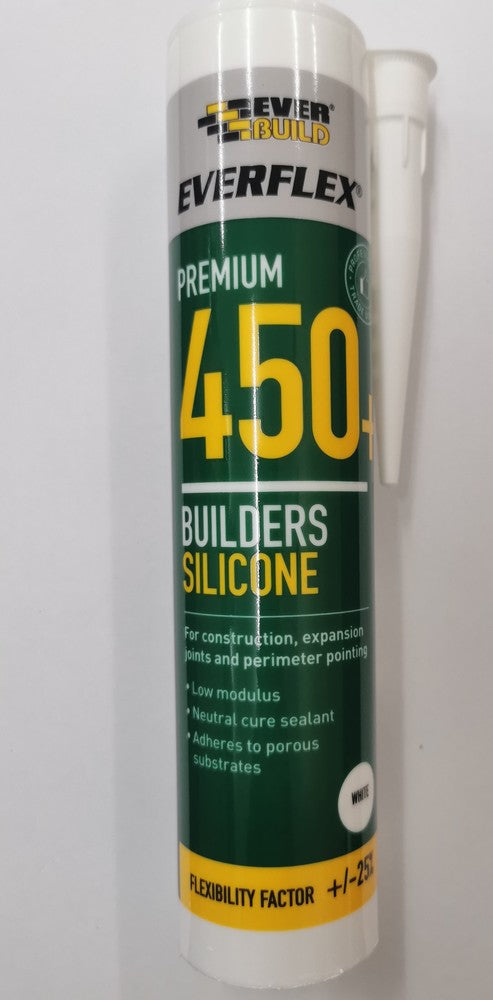 EVER®
BUILD
EVERFLEX®
PREMIUM
450+
BUILDERS
SILICONE
For construction, expansion
joints and perimeter pointing
• Low modulus
• Neutral cure sealant
• Adheres to porous
substrates
WHITE
FLEXIBILITY FACTOR +/-25%